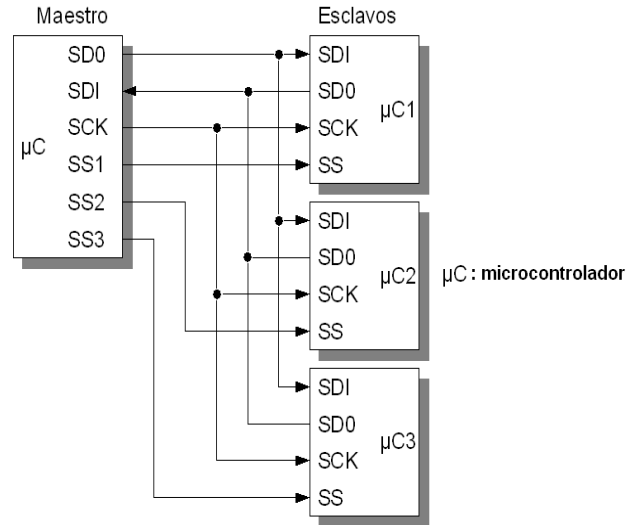 Maestro
SD0
SDI
SCK
SS1
SS2
SS3
µC
Esclavos
SDI
SD0
SCK
SS
µC1
SDI
SD0
SCK
SS
µC2
SDI
SD0
SCK
SS
µC3
µC : microcontrolador